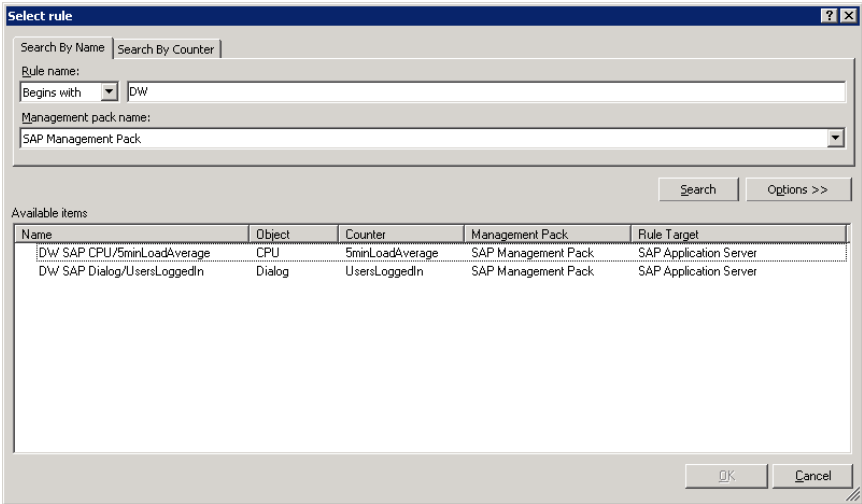 Select rule
Search By Name Search By Counter
Rule name:
Begins with DW
Management pack name:
SAP Management Pack
Search Options >>
Available items
Name Object Counter Management Pack Rule Target
DW SAP CPU/5minLoadAverage CPU 5minLoadAverage SAP Management Pack SAP Application Server
DW SAP Dialog/UsersLoggedIn Dialog UsersLoggedIn SAP Management Pack SAP Application Server
OK Cancel